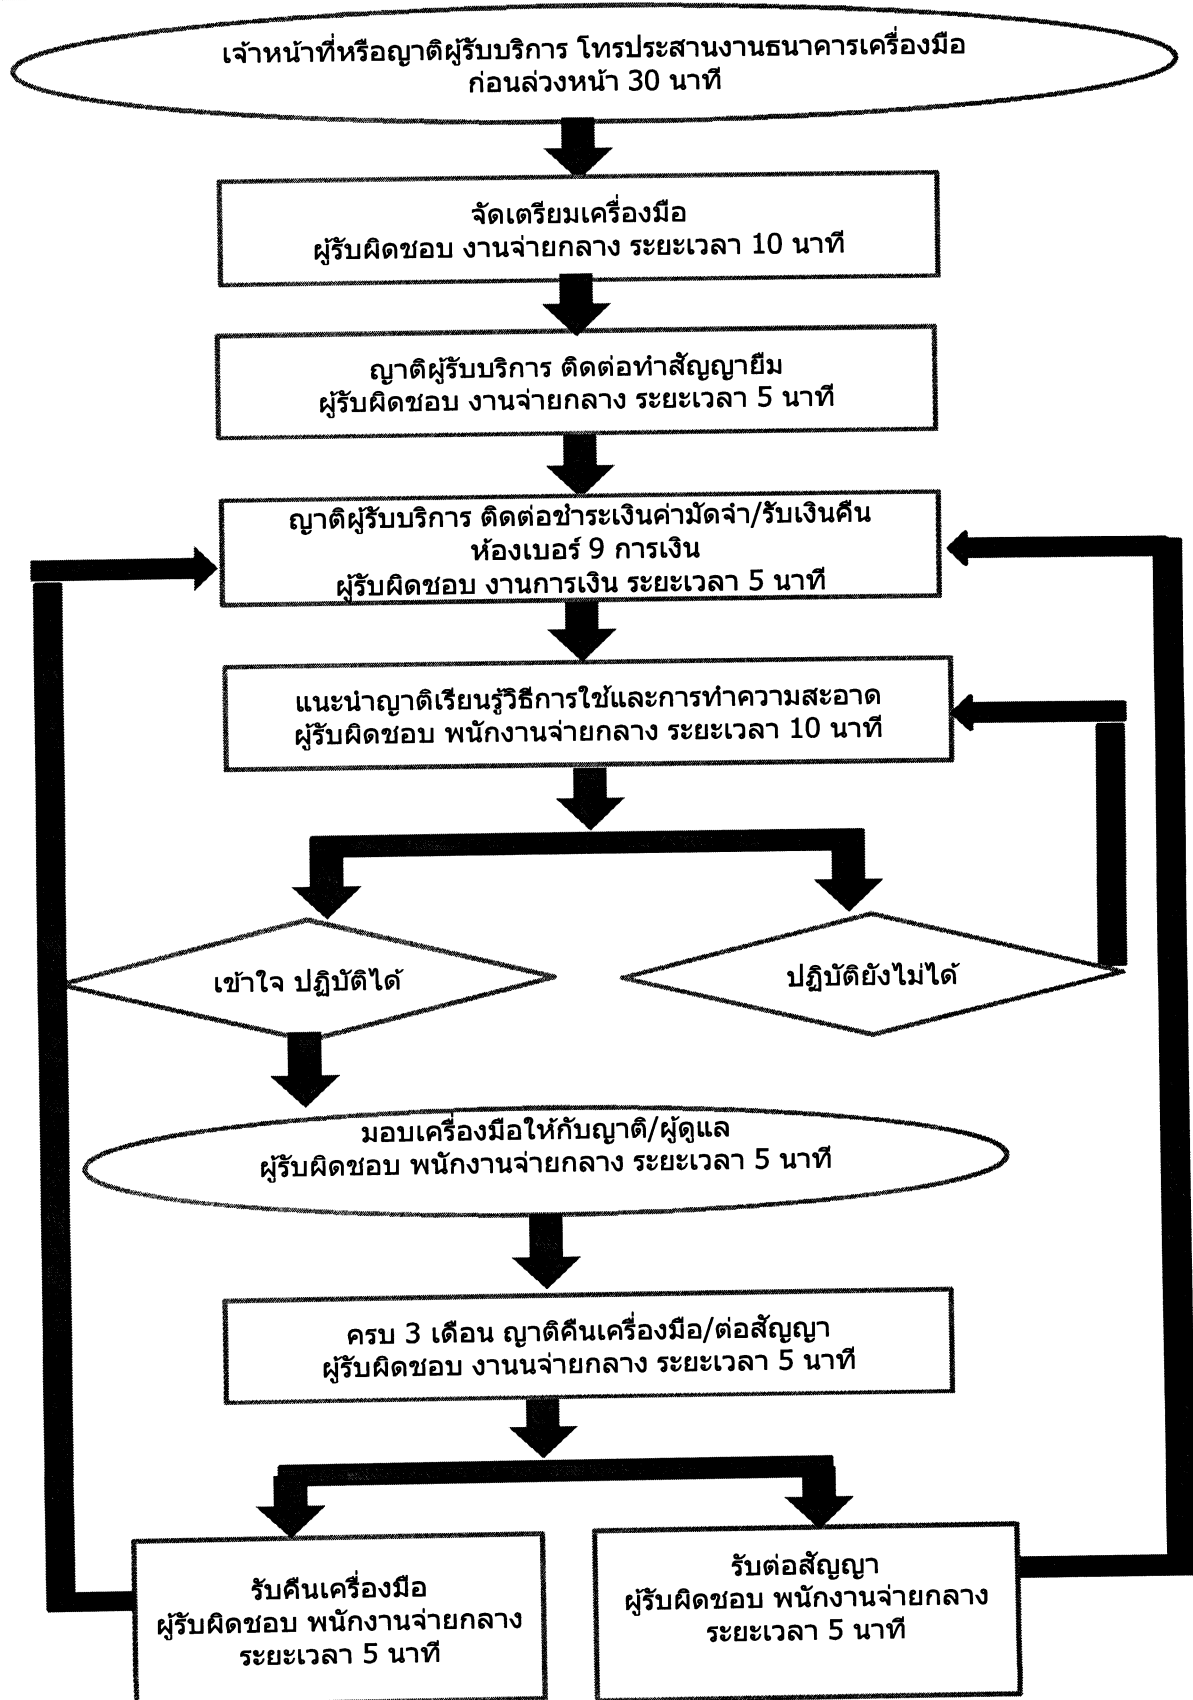 เจ้าหน้าที่หรือญาติผู้รับบริการ โทรประสานงานธนาคารเครื่องมือ
ก่อนล่วงหน้า 30 นาที
จัดเตรียมเครื่องมือ
ผู้รับผิดชอบ งานจ่ายกลาง ระยะเวลา 10 นาที
ญาติผู้รับบริการ ติดต่อทำสัญญายืม
ผู้รับผิดชอบ งานจ่ายกลาง ระยะเวลา 5 นาที
ญาติผู้รับบริการ ติดต่อชำระเงินค่ามัดจำ/รับเงินคืน
ห้องเบอร์ 9 การเงิน
ผู้รับผิดชอบ งานการเงิน ระยะเวลา 5 นาที
แนะนำญาติเรียนรู้วิธีการใช้และการทำความสะอาด
ผู้รับผิดชอบ พนักงานจ่ายกลาง ระยะเวลา 10 นาที
เข้าใจ ปฏิบัติได้
ปฏิบัติยังไม่ได้
มอบเครื่องมือให้กับญาติ/ผู้ดูแล
ผู้รับผิดชอบ พนักงานจ่ายกลาง ระยะเวลา 5 นาที
ครบ 3 เดือน ญาติคืนเครื่องมือ/ต่อสัญญา
ผู้รับผิดชอบ งานนจ่ายกลาง ระยะเวลา 5 นาที
รับคืนเครื่องมือ
ผู้รับผิดชอบ พนักงานจ่ายกลาง
ระยะเวลา 5 นาที
รับต่อสัญญา
ผู้รับผิดชอบ พนักงานจ่ายกลาง
ระยะเวลา 5 นาที